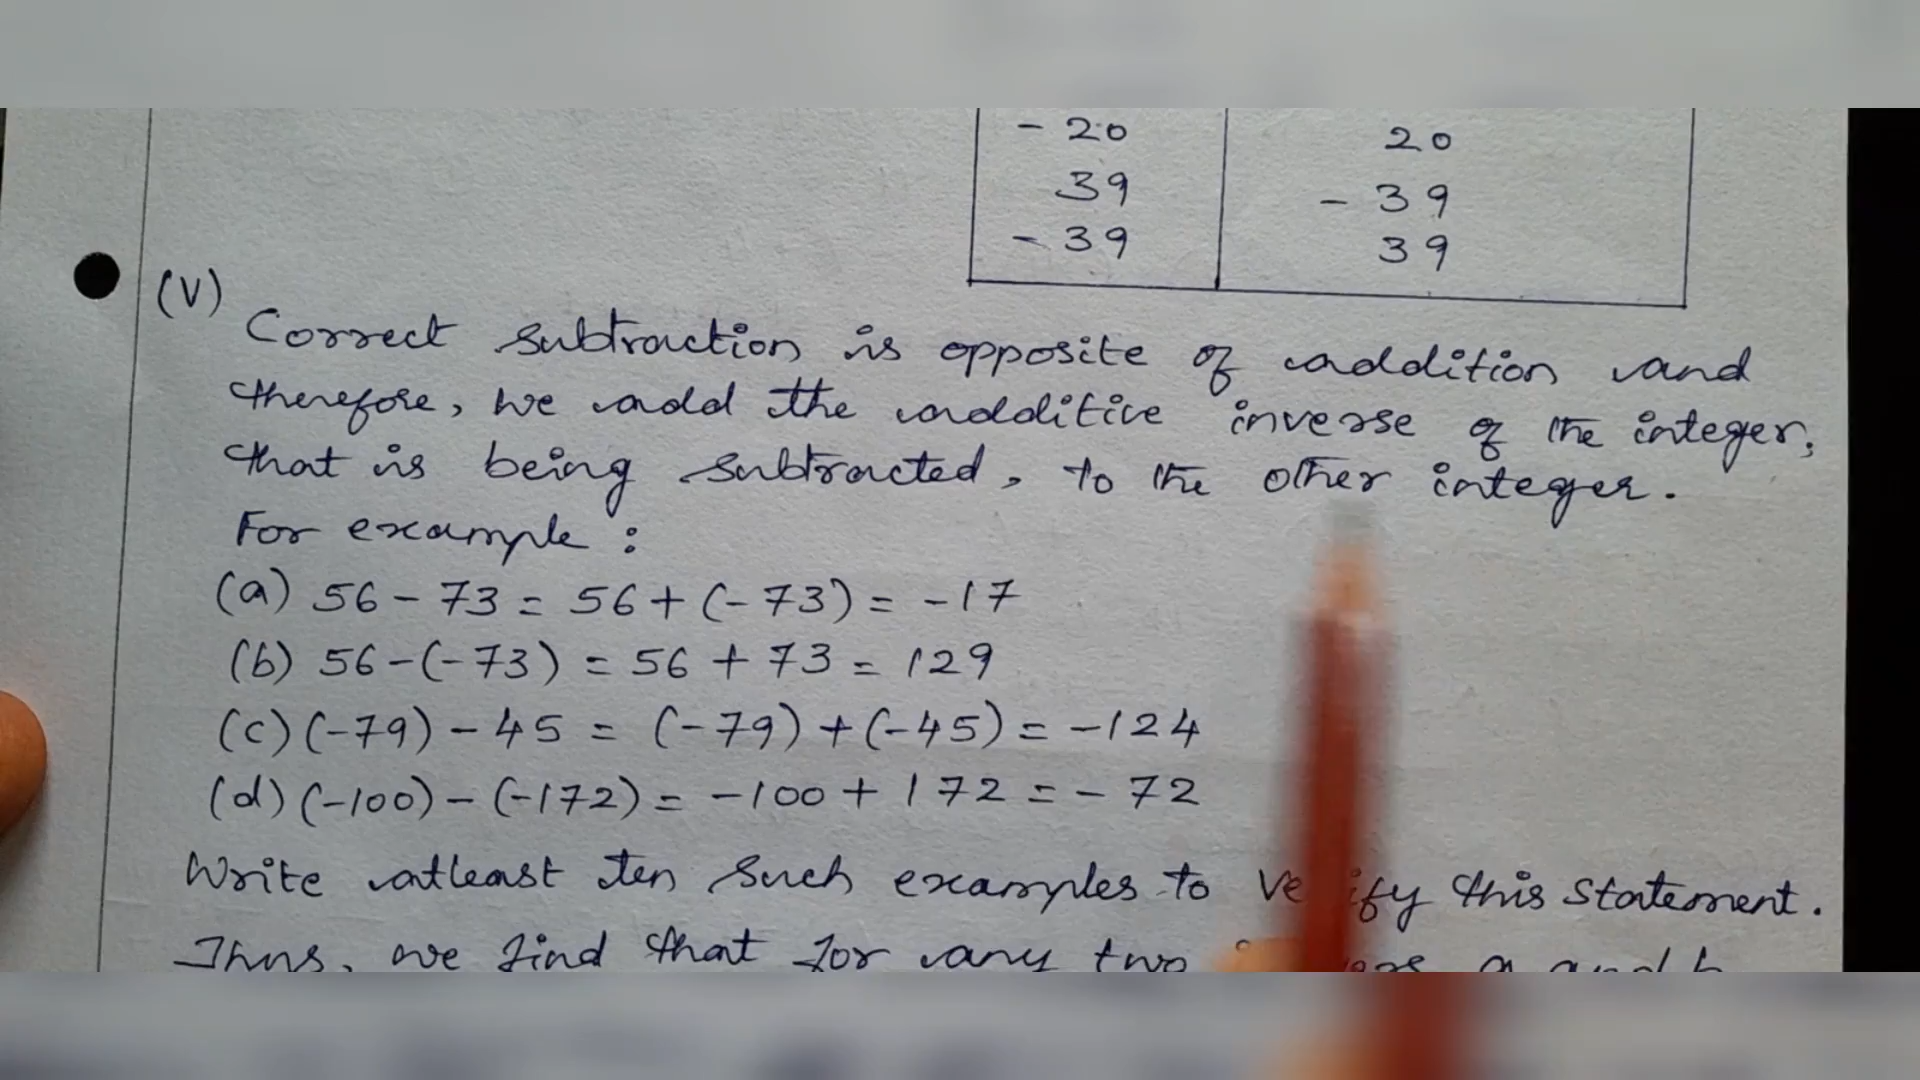 - 20 20
39 - 39
- 39 39
(V)
Correct subtraction is opposite of addition and
therefore, we add the additive inverse of the integer,
that is being subtracted, to the other integer.
For example :
(a) 56 - 73 = 56 + (- 73) = - 17
(b) 56 - (- 73) = 56 + 73 = 129
(c) (- 79) - 45 = (- 79) + (- 45) = - 124
(d) (-100) - (-172) = -100 + 172 = - 72
Write atleast ten such examples to verify this statement.
Thus, we find that for any two a and b